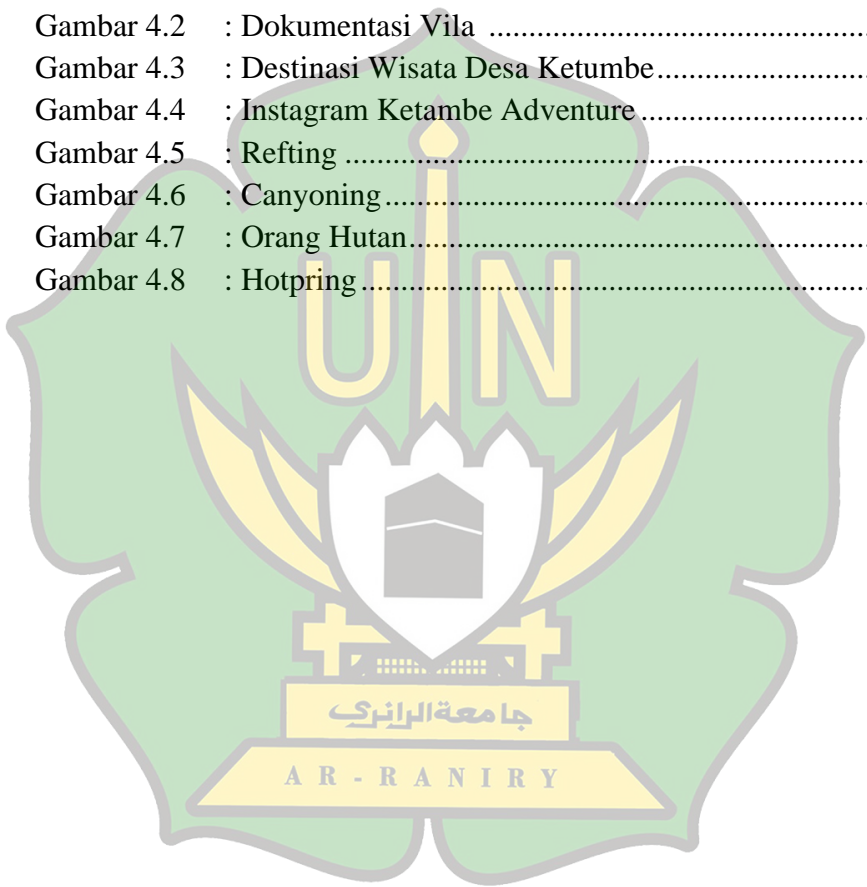 Gambar 4.2 : Dokumentasi Vila ................................................
Gambar 4.3 : Destinasi Wisata Desa Ketumbe...........................
Gambar 4.4 : Instagram Ketambe Adventure.............................
Gambar 4.5 : Refting ..................................................................
Gambar 4.6 : Canyoning.............................................................
Gambar 4.7 : Orang Hutan..........................................................
Gambar 4.8 : Hotpring................................................................
UIN
جامعة الرانري
AR-RANIRY